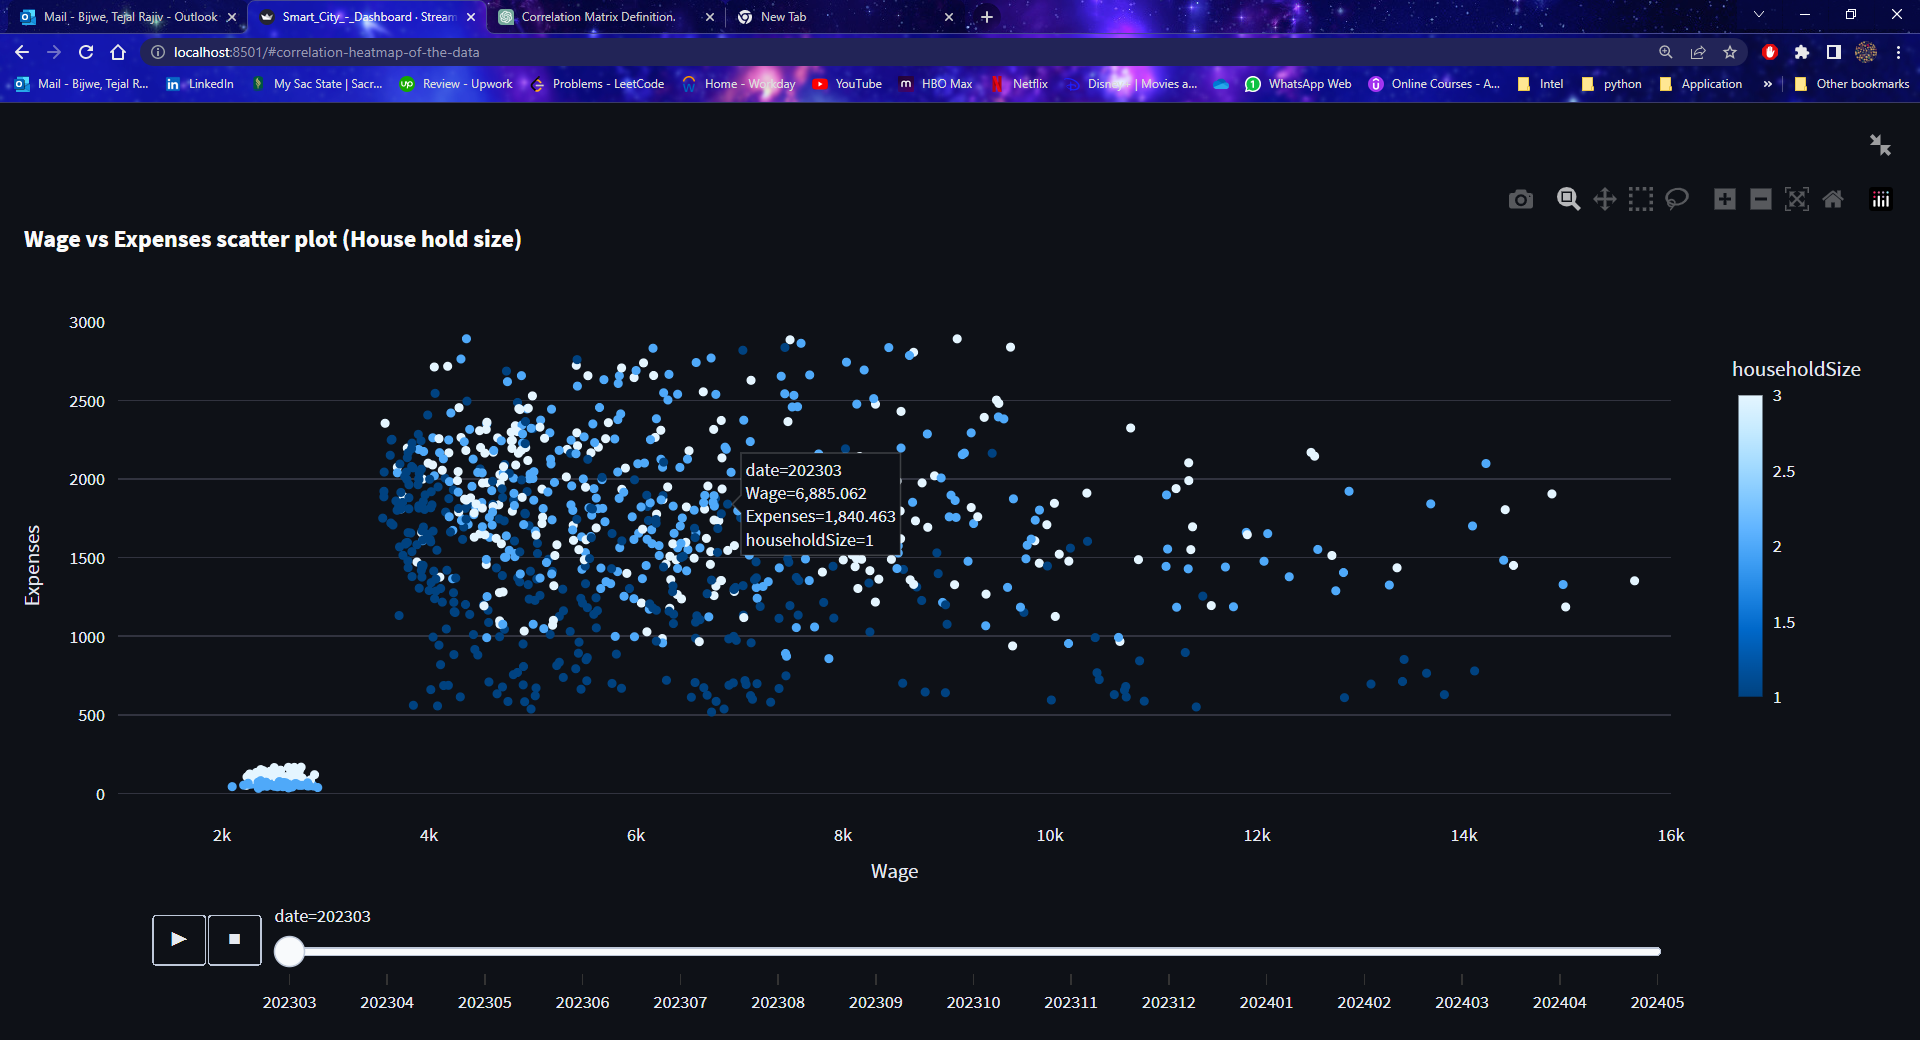 Mail - Bijwe, Tejal Rajiv - Outlook
Smart_City_-_Dashboard · Stream
Correlation Matrix Definition.
New Tab
localhost:8501/#correlation-heatmap-of-the-data
Mail - Bijwe, Tejal R...
LinkedIn
My Sac State | Sacr...
Review - Upwork
Problems - LeetCode
Home - Workday
YouTube
HBO Max
Netflix
Disney+ | Movies a...
WhatsApp Web
Online Courses - A...
Intel
python
Application
»
Other bookmarks
Wage vs Expenses scatter plot (House hold size)
3000
2500
2000
1500
1000
500
0
Expenses
date=202303
Wage=6,885.062
Expenses=1,840.463
householdSize=1
householdSize
3
2.5
2
1.5
1
2k 4k 6k 8k 10k 12k 14k 16k
Wage
date=202303
202303 202304 202305 202306 202307 202308 202309 202310 202311 202312 202401 202402 202403 202404 202405